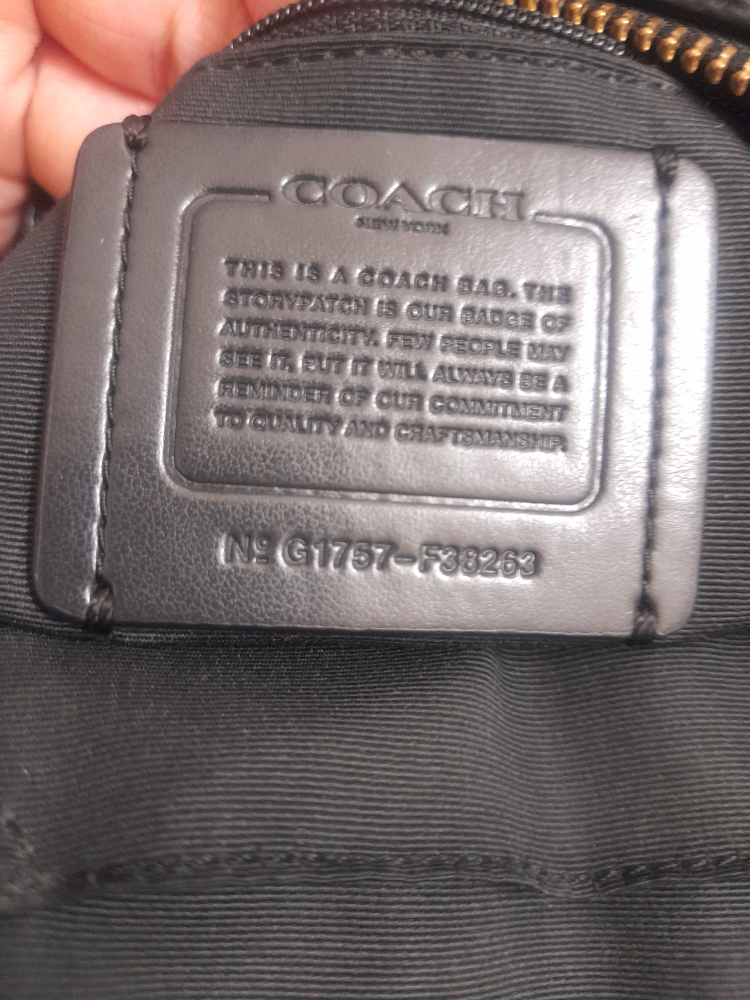 COACH
NEW YORK
THIS IS A COACH BAG. THE
STORYPATCH IS OUR BADGE OF
AUTHENTICITY. FEW PEOPLE MAY
SEE IT, BUT IT WILL ALWAYS BE A
REMINDER OF OUR COMMITMENT
TO QUALITY AND CRAFTSMANSHIP.
Nº G1757-F38263